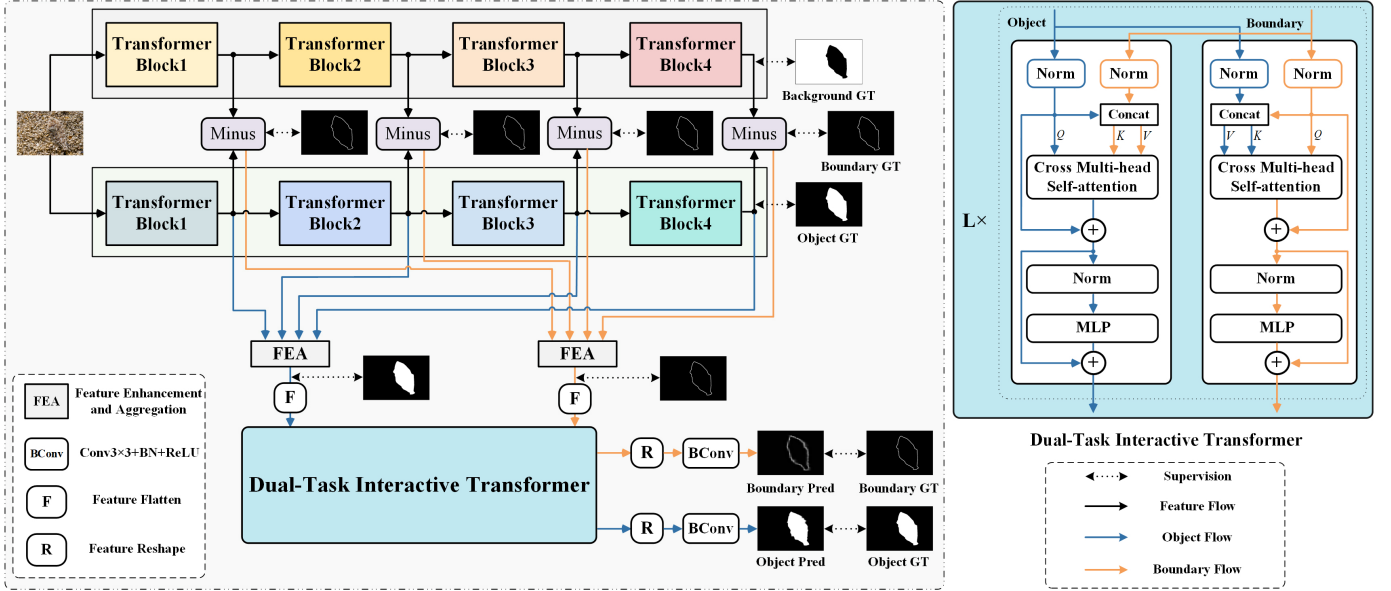 Transformer
Block1
Transformer
Block2
Transformer
Block3
Transformer
Block4
Background GT
Minus
Minus
Minus
Minus
Boundary GT
Transformer
Block1
Transformer
Block2
Transformer
Block3
Transformer
Block4
Object GT
FEA
FEA
F
F
Dual-Task Interactive Transformer
R
BConv
Boundary Pred
Boundary GT
R
BConv
Object Pred
Object GT
FEA
Feature Enhancement
and Aggregation
BConv
Conv3×3+BN+ReLU
F
Feature Flatten
R
Feature Reshape
Object
Boundary
L×
Norm
Norm
Concat
Q
K
V
Cross Multi-head
Self-attention
+
Norm
MLP
+
Norm
Norm
Concat
V
K
Q
Cross Multi-head
Self-attention
+
Norm
MLP
+
Dual-Task Interactive Transformer
Supervision
Feature Flow
Object Flow
Boundary Flow